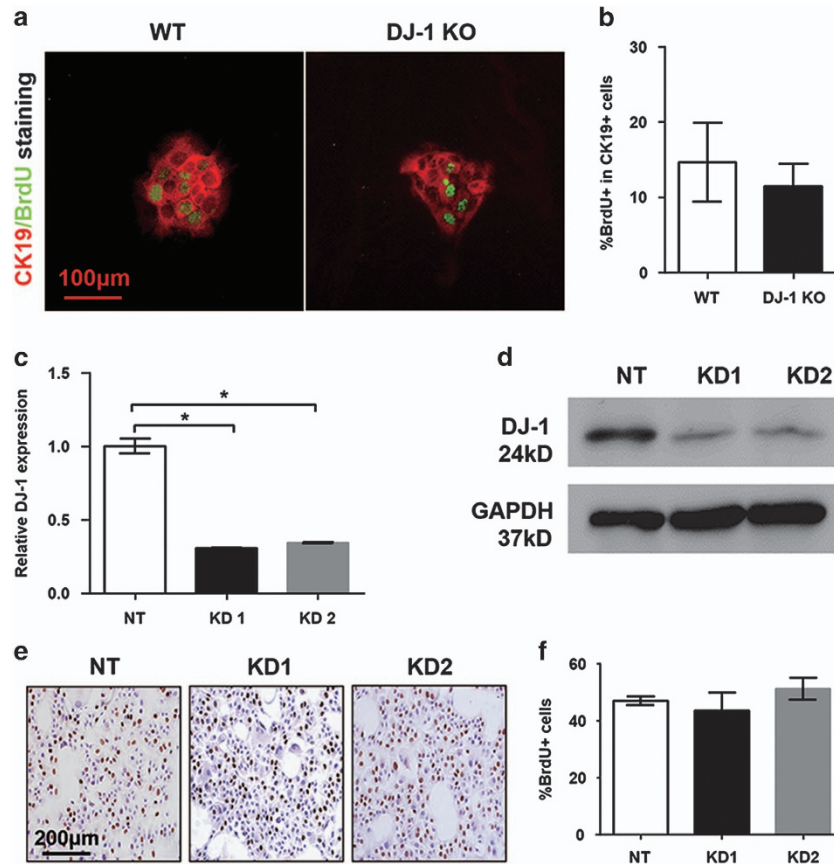 a
WT
DJ-1 KO
CK19/BrdU staining
100μm
b
%BrdU+ in CK19+ cells
30
20
10
0
WT
DJ-1 KO
c
Relative DJ-1 expression
1.5
1.0
0.5
0.0
*
*
NT
KD 1
KD 2
d
NT
KD1
KD2
DJ-1
24kD
GAPDH
37kD
e
NT
KD1
KD2
200μm
f
%BrdU+ cells
60
40
20
0
NT
KD1
KD2